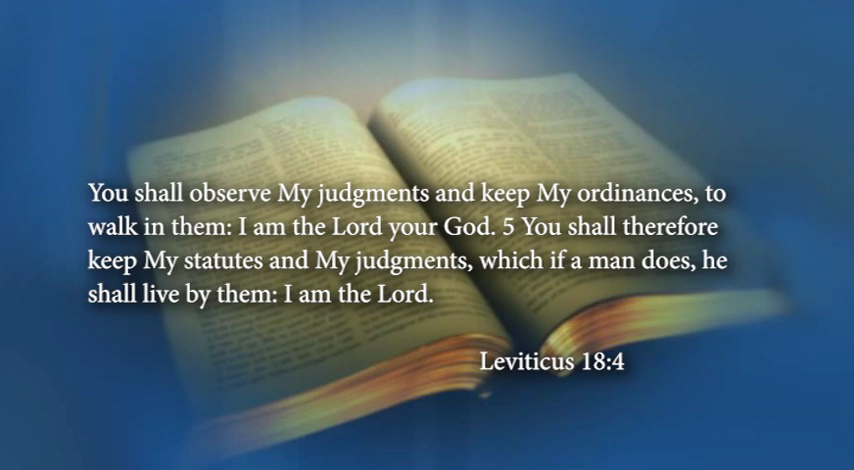 You shall observe My judgments and keep My ordinances, to
walk in them: I am the Lord your God. 5 You shall therefore
keep My statutes and My judgments, which if a man does, he
shall live by them: I am the Lord.
Leviticus 18:4